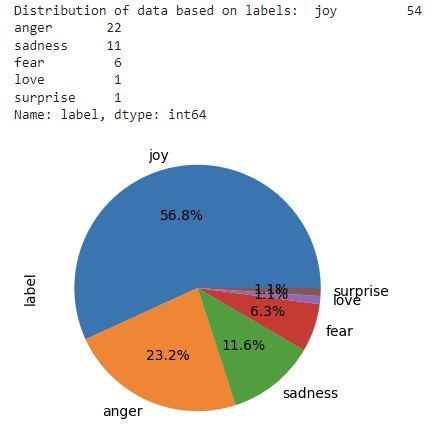 Distribution of data based on labels:  joy         54
anger       22
sadness     11
fear         6
love         1
surprise     1
Name: label, dtype: int64
joy
56.8%
label
1.1%
surprise
1.1%
love
6.3%
fear
11.6%
23.2%
sadness
anger